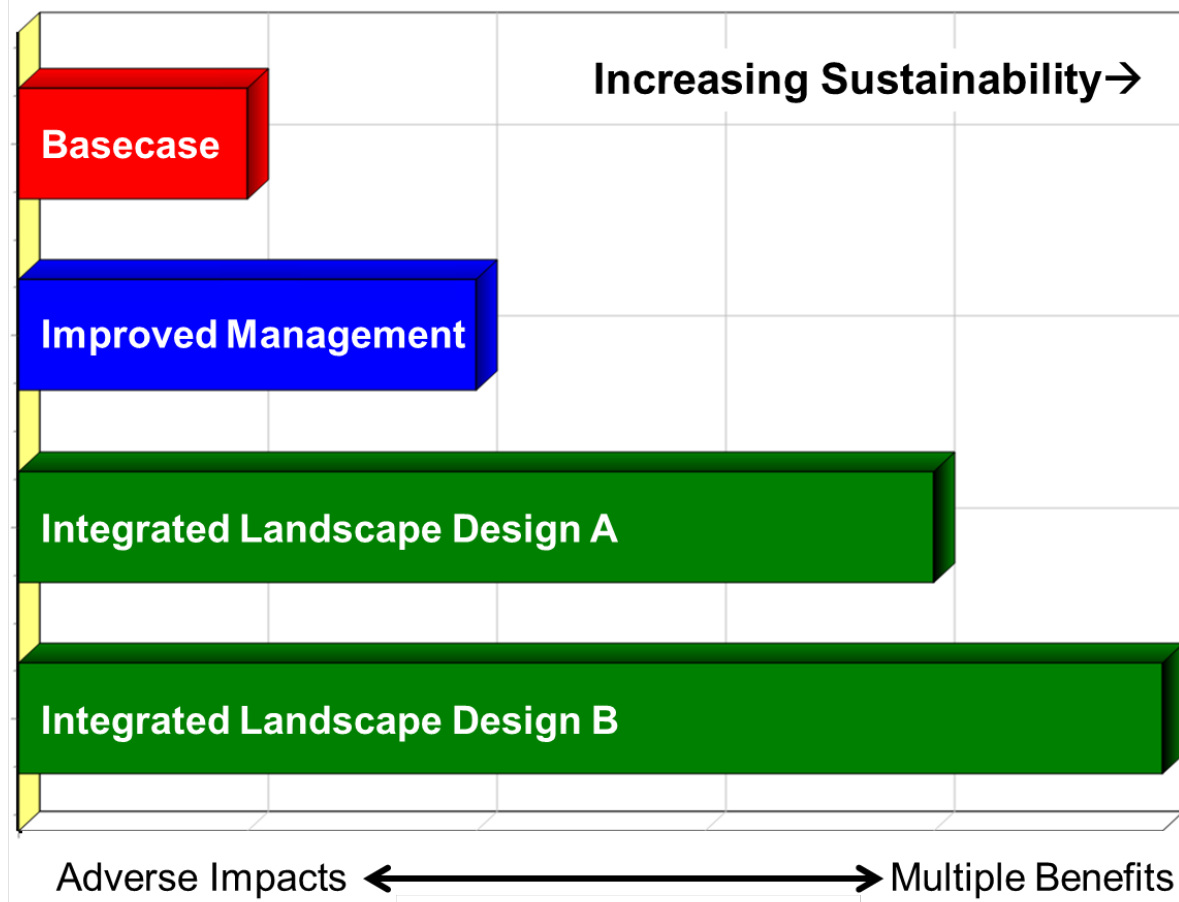 Increasing Sustainability→
Basecase
Improved Management
Integrated Landscape Design A
Integrated Landscape Design B
Adverse Impacts ↔ Multiple Benefits